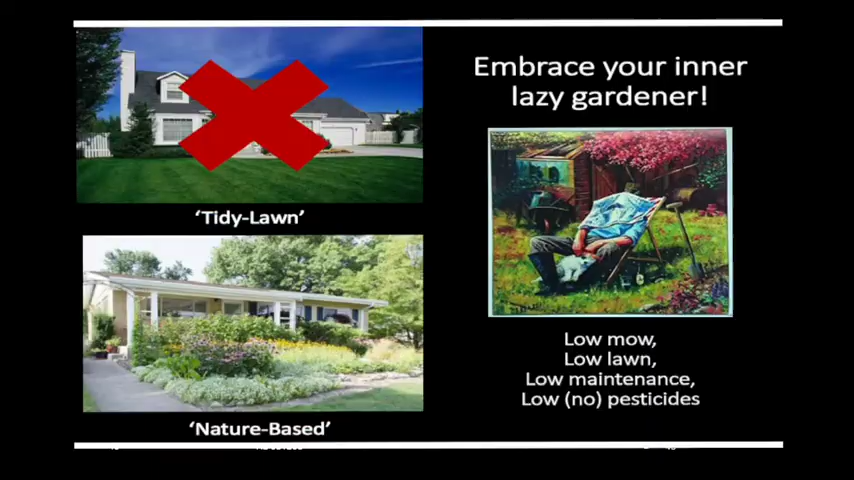 Embrace your inner
lazy gardener!
'Tidy-Lawn'
'Nature-Based'
Low mow,
Low lawn,
Low maintenance,
Low (no) pesticides